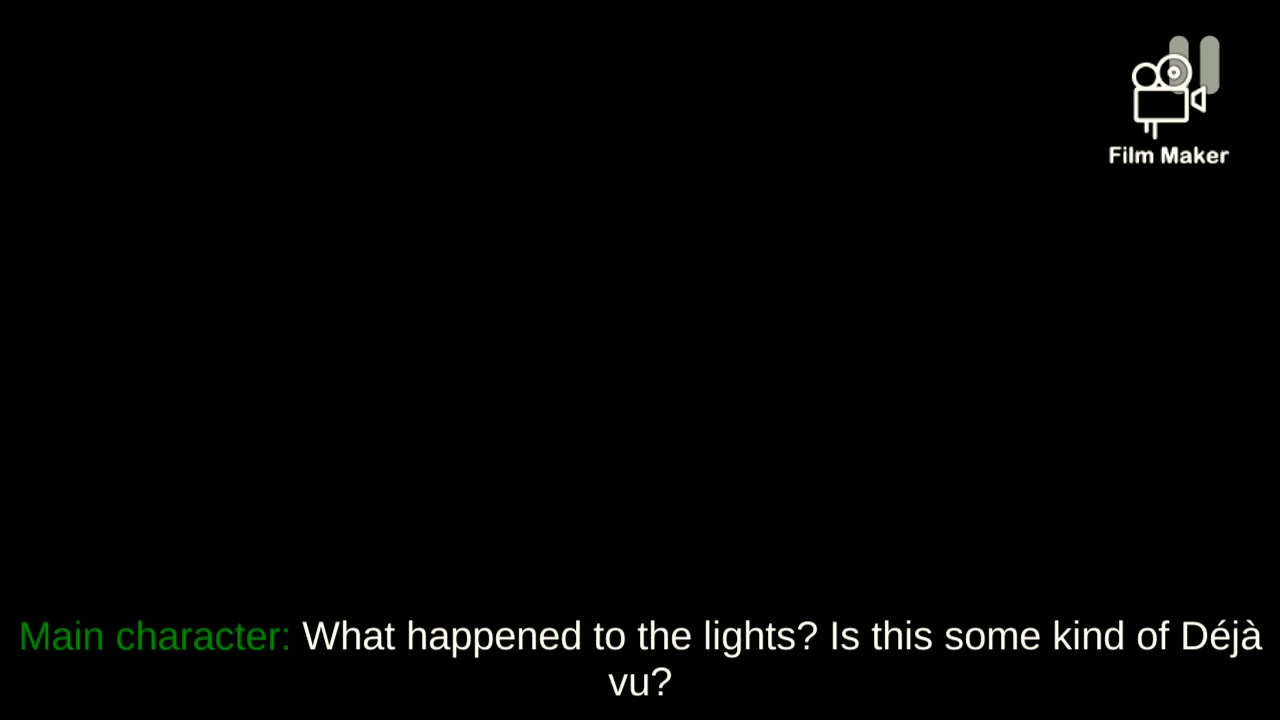 Film Maker
Main character: What happened to the lights? Is this some kind of Déjà
vu?